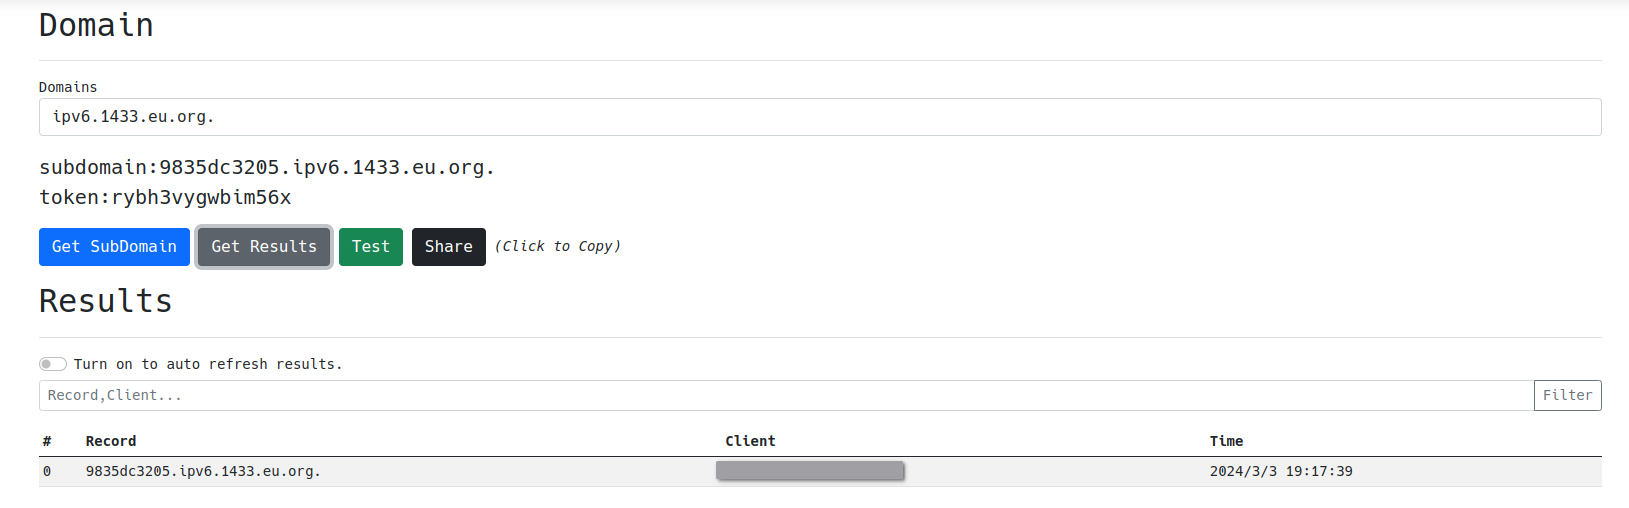 Domain
Domains
ipv6.1433.eu.org.
subdomain:9835dc3205.ipv6.1433.eu.org.
token:rybh3vygwbim56x
Get SubDomain Get Results Test Share (Click to Copy)
Results
Turn on to auto refresh results.
Record,Client... Filter
# Record Client Time
0 9835dc3205.ipv6.1433.eu.org. 2024/3/3 19:17:39